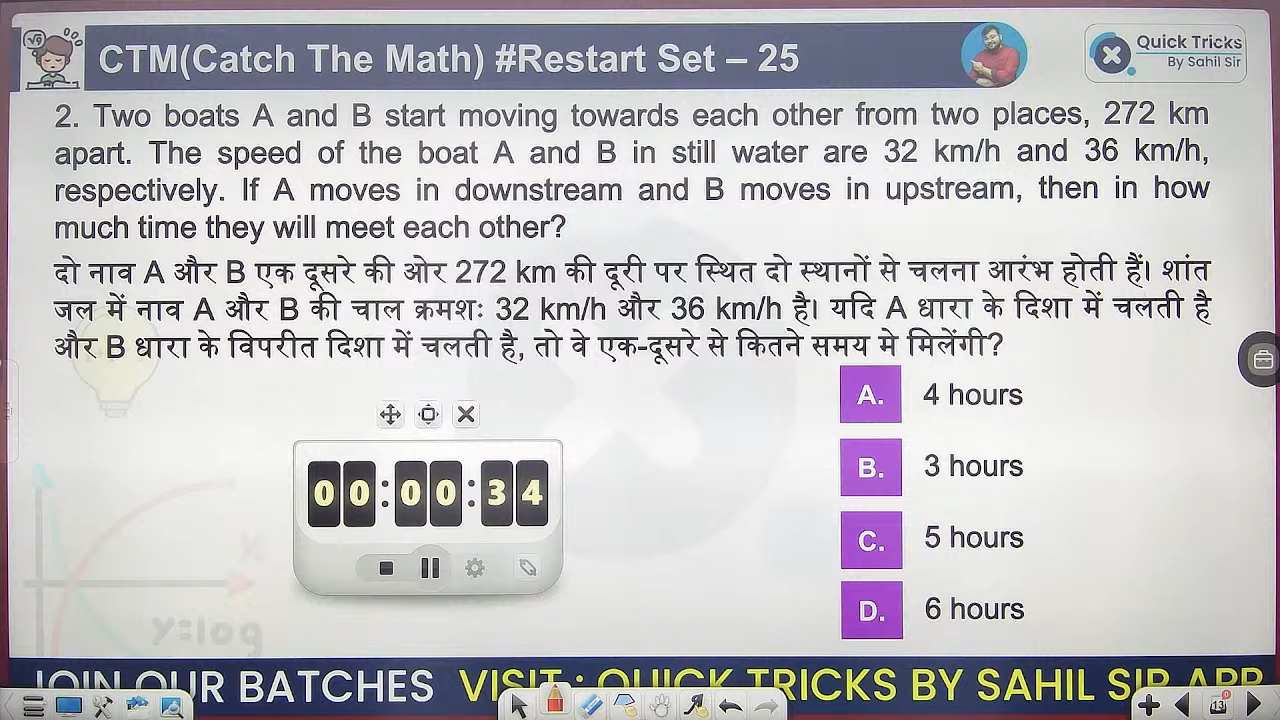 CTM(Catch The Math) #Restart Set – 25
Quick Tricks
By Sahil Sir
2. Two boats A and B start moving towards each other from two places, 272 km
apart. The speed of the boat A and B in still water are 32 km/h and 36 km/h,
respectively. If A moves in downstream and B moves in upstream, then in how
much time they will meet each other?
दो नाव A और B एक दूसरे की ओर 272 km की दूरी पर स्थित दो स्थानों से चलना आरंभ होती हैं। शांत
जल में नाव A और B की चाल क्रमशः 32 km/h और 36 km/h है। यदि A धारा के दिशा में चलती है
और B धारा के विपरीत दिशा में चलती है, तो वे एक-दूसरे से कितने समय मे मिलेंगी?
A. 4 hours
B. 3 hours
C. 5 hours
D. 6 hours
00:00:34
y=log
JOIN OUR BATCHES VISIT : QUICK TRICKS BY SAHIL SIR APP
13